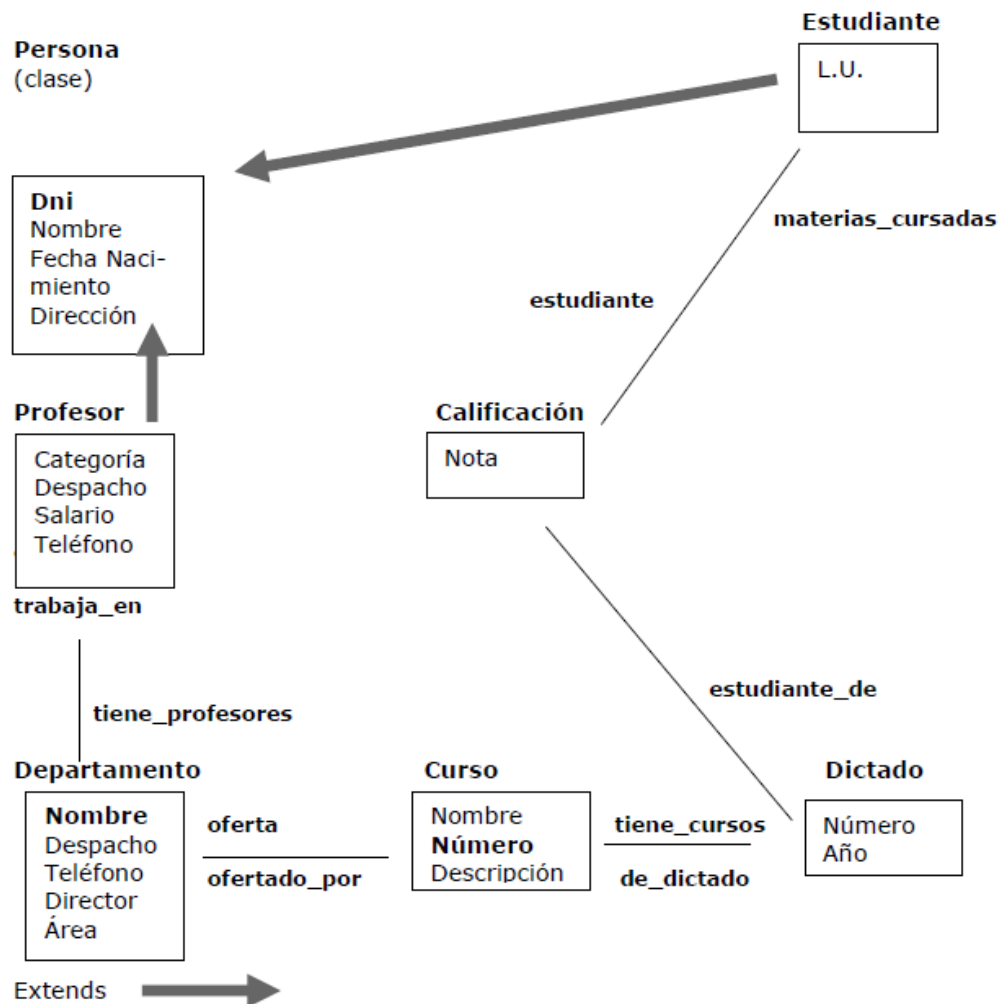 Estudiante
Persona
(clase)
L.U.
Dni
Nombre
Fecha Naci-
miento
Dirección
materias_cursadas
estudiante
Profesor
Calificación
Categoría
Despacho
Salario
Teléfono
Nota
trabaja_en
estudiante_de
tiene_profesores
Departamento
Curso
Dictado
Nombre
Despacho
Teléfono
Director
Área
oferta
ofertado_por
Nombre
Número
Descripción
tiene_cursos
de_dictado
Número
Año
Extends